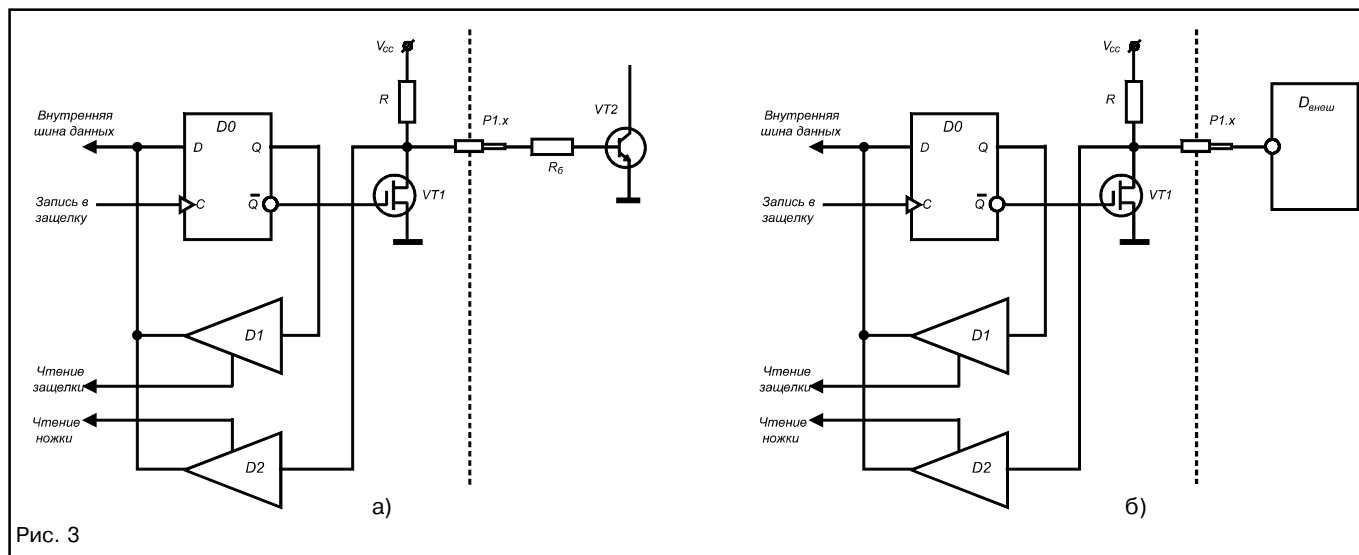 Vcc
R
P1.x
VT2
Rб
VT1
Внутренняя
шина данных
D0
D
Q
C
Q̅
Запись в
защелку
D1
Чтение
защелки
Чтение
ножки
D2
а)
Vcc
R
P1.x
Dвнеш
VT1
Внутренняя
шина данных
D0
D
Q
C
Q̅
Запись в
защелку
D1
Чтение
защелки
Чтение
ножки
D2
б)
Рис. 3